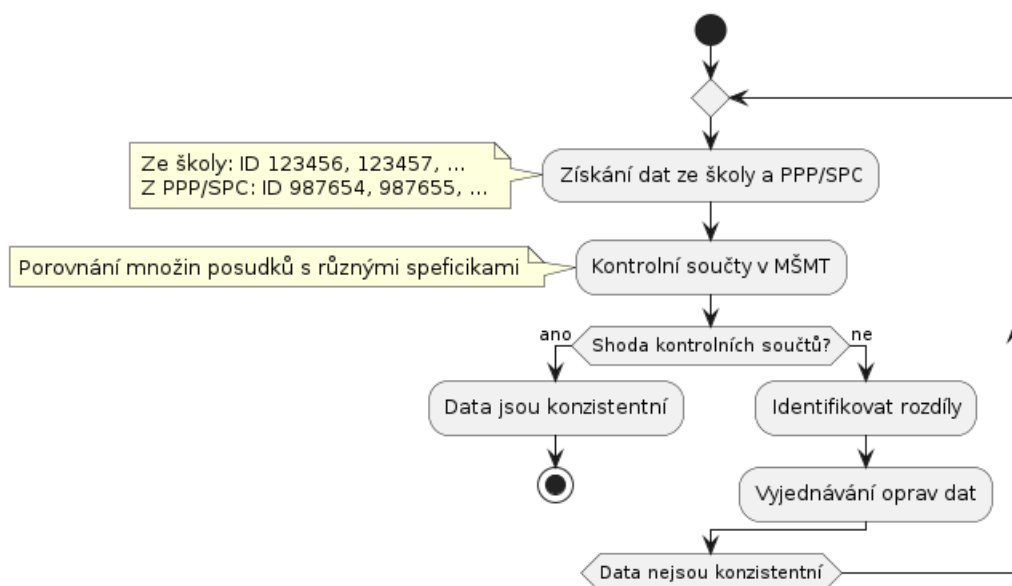 Ze školy: ID 123456, 123457, ...
Z PPP/SPC: ID 987654, 987655, ...
Získání dat ze školy a PPP/SPC
Porovnání množin posudků s různými speficikami
Kontrolní součty v MŠMT
ano
Shoda kontrolních součtů?
ne
Data jsou konzistentní
Identifikovat rozdíly
Vyjednávání oprav dat
Data nejsou konzistentní